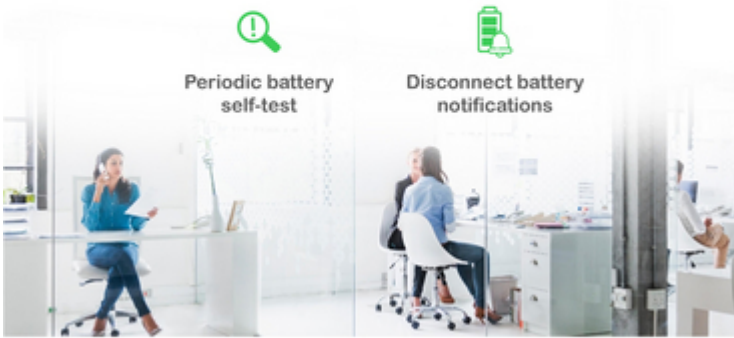 Periodic battery
self-test
Disconnect battery
notifications